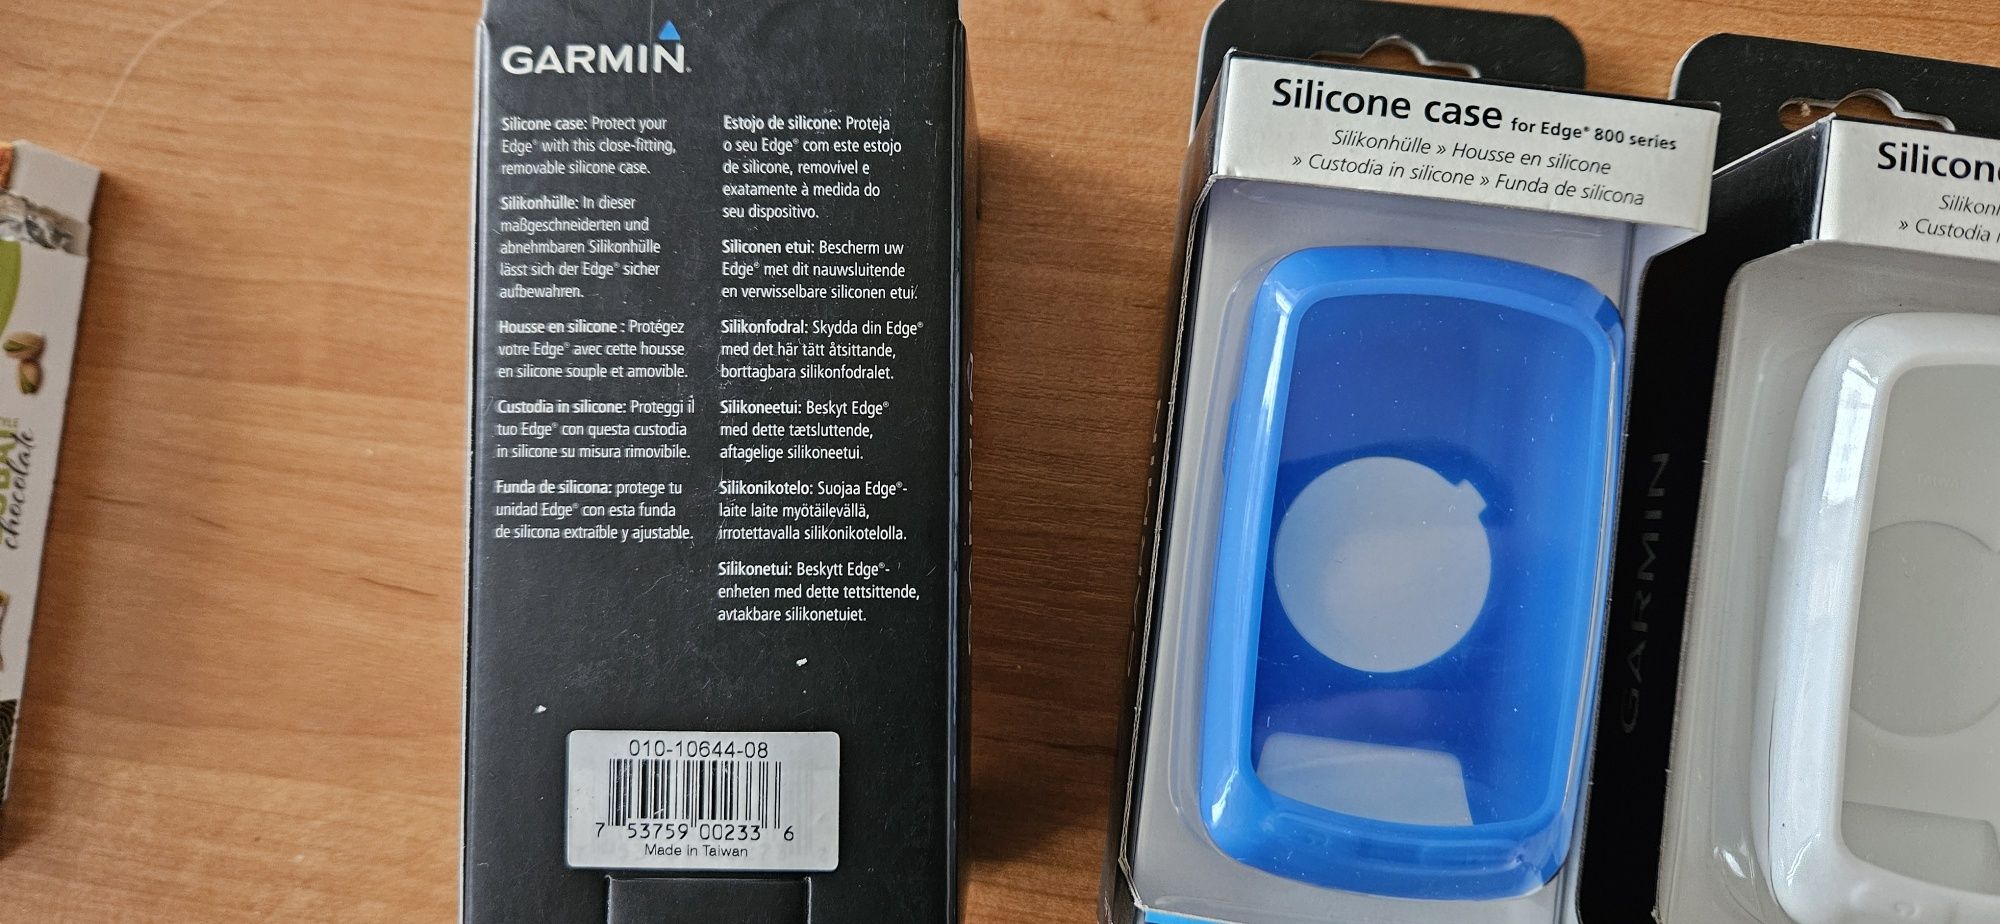 GARMIN
Silicone case: Protect your
Edge® with this close-fitting,
removable silicone case.
Silikonhülle: In dieser
maßgeschneiderten und
abnehmbaren Silikonhülle
lässt sich der Edge® sicher
aufbewahren.
Housse en silicone : Protégez
votre Edge® avec cette housse
en silicone souple et amovible.
Custodia in silicone: Proteggi il
tuo Edge® con questa custodia
in silicone su misura rimovibile.
Funda de silicona: protege tu
unidad Edge® con esta funda
de silicona extraíble y ajustable.
Estojo de silicone: Proteja
o seu Edge® com este estojo
de silicone, removível e
exatamente à medida do
seu dispositivo.
Siliconen etui: Bescherm uw
Edge® met dit nauwsluitende
en verwisselbare siliconen etui.
Silikonfodral: Skydda din Edge®
med det här tätt åtsittande,
borttagbara silikonfodralet.
Silikoneetui: Beskyt Edge®
med dette tætsluttende,
aftagelige silikoneetui.
Silikonikotelo: Suojaa Edge®-
laite laite myötäilevällä,
irrotettavalla silikonikotelolla.
Silikonetui: Beskytt Edge®-
enheten med dette tettsittende,
avtakbare silikonetuiet.
010-10644-08
7 53759 00233 6
Made in Taiwan
Silicone case for Edge® 800 series
Silikonhülle » Housse en silicone
» Custodia in silicone » Funda de silicona
GARMIN
Silicon
Silikon
» Custodia
chocolate